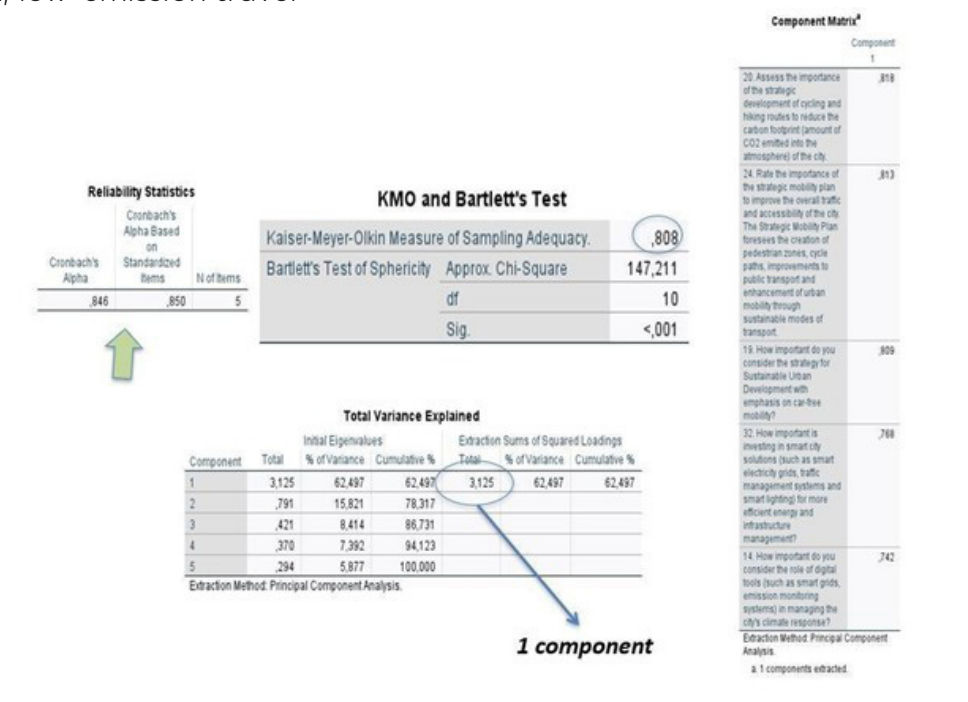 low-emission travel
Reliability Statistics
Cronbach's
Alpha
Cronbach's
Alpha Based
on
Standardized
Items
N of Items
,846 ,850 5
KMO and Bartlett's Test
Kaiser-Meyer-Olkin Measure of Sampling Adequacy. ,808
Bartlett's Test of Sphericity Approx. Chi-Square 147,211
df 10
Sig. <,001
Total Variance Explained
Initial Eigenvalues Extraction Sums of Squared Loadings
Component Total % of Variance Cumulative % Total % of Variance Cumulative %
1 3,125 62,497 62,497 3,125 62,497 62,497
2 ,791 15,821 78,317
3 ,421 8,414 86,731
4 ,370 7,392 94,123
5 ,294 5,877 100,000
Extraction Method: Principal Component Analysis.
1 component
Component Matrixª
Component
1
20. Assess the importance ,818
of the strategic
development of cycling and
hiking routes to reduce the
carbon footprint (amount of
CO2 emitted into the
atmosphere) of the city.
24. Rate the importance of ,813
the strategic mobility plan
to improve the overall traffic
and accessibility of the city.
The Strategic Mobility Plan
foresees the creation of
pedestrian zones, cycle
paths, improvements to
public transport and
enhancement of urban
mobility through
sustainable modes of
transport.
19. How important do you ,809
consider the strategy for
Sustainable Urban
Development with
emphasis on car-free
mobility?
32. How important is ,768
investing in smart city
solutions (such as smart
electricity grids, traffic
management systems and
smart lighting) for more
efficient energy and
infrastructure
management?
14. How important do you ,742
consider the role of digital
tools (such as smart grids,
emission monitoring
systems) in managing the
city's climate response?
Extraction Method: Principal Component
Analysis.
a. 1 components extracted.